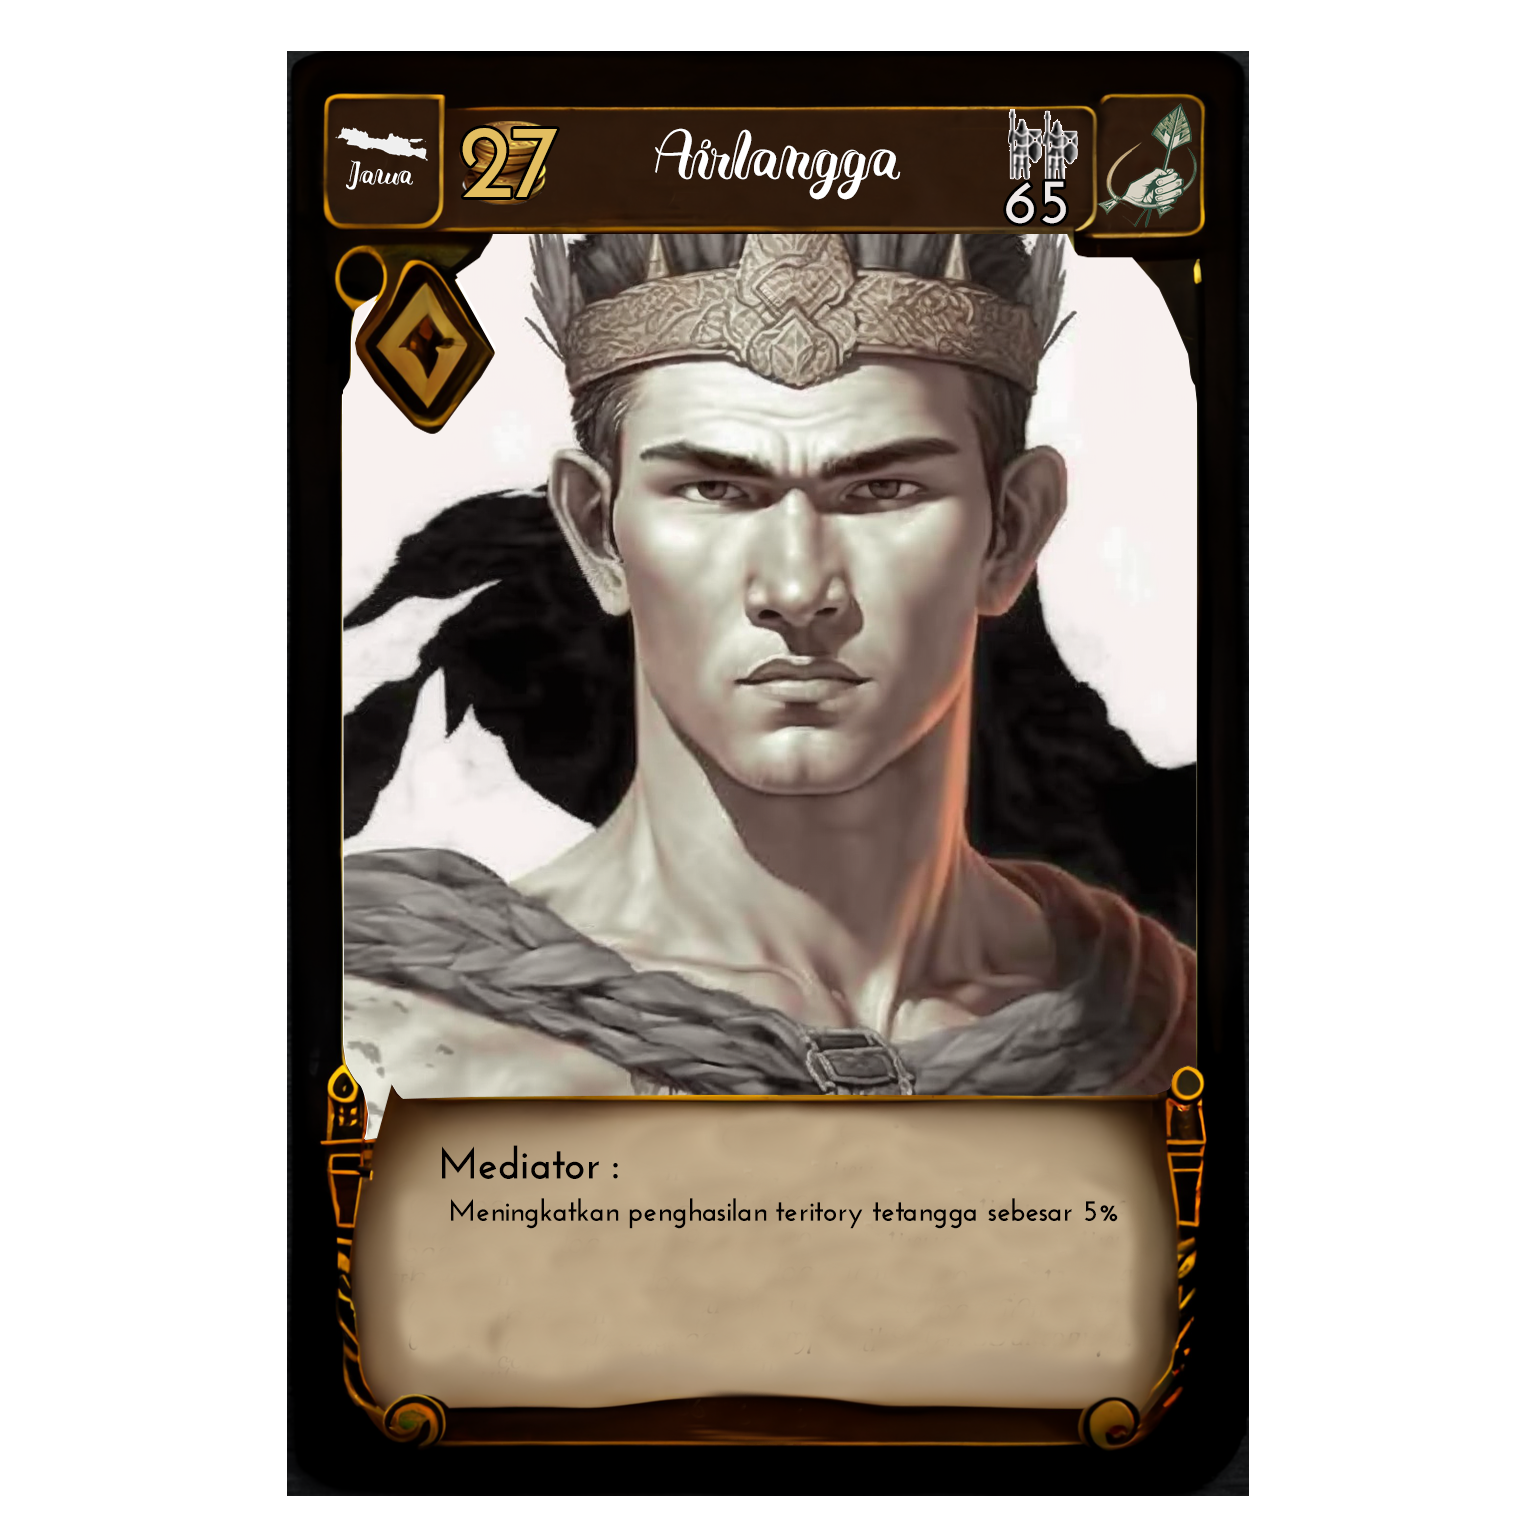 Jawa
27
Airlangga
65
Mediator :
Meningkatkan penghasilan teritory tetangga sebesar 5%